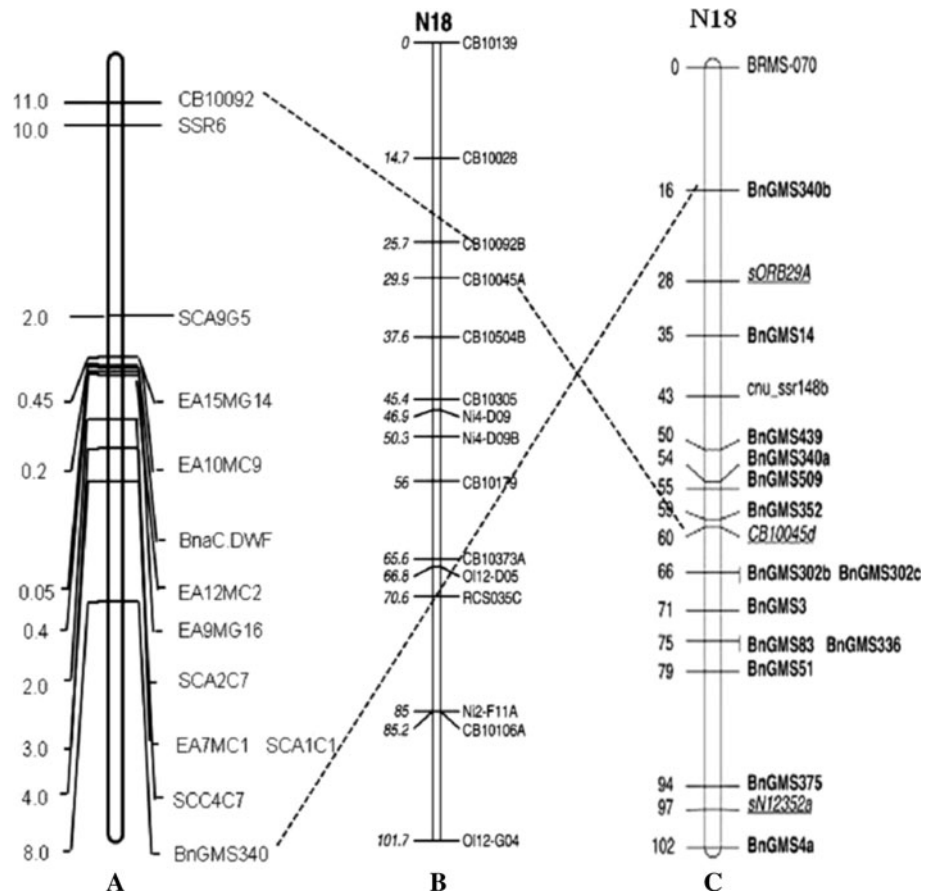 N18
N18
11.0 CB10092
10.0 SSR6
2.0 SCA9G5
0.45 EA15MG14
0.2 EA10MC9
BnaC.DWF
0.05 EA12MC2
0.4 EA9MG16
2.0 SCA2C7
3.0 EA7MC1 SCA1C1
4.0 SCC4C7
8.0 BnGMS340
A
0 CB10139
14.7 CB10028
25.7 CB10092B
29.9 CB10045A
37.6 CB10504B
45.4 CB10305
46.9 Ni4-D09
50.3 Ni4-D09B
56 CB10179
65.6 CB10373A
66.8 Ol12-D05
70.6 RCS035C
85 Ni2-F11A
85.2 CB10106A
101.7 Ol12-G04
B
0 BRMS-070
16 BnGMS340b
28 sORB29A
35 BnGMS14
43 cnu_ssr148b
50 BnGMS439
54 BnGMS340a
55 BnGMS509
59 BnGMS352
60 CB10045d
66 BnGMS302b BnGMS302c
71 BnGMS3
75 BnGMS83 BnGMS336
79 BnGMS51
94 BnGMS375
97 sN12352a
102 BnGMS4a
C